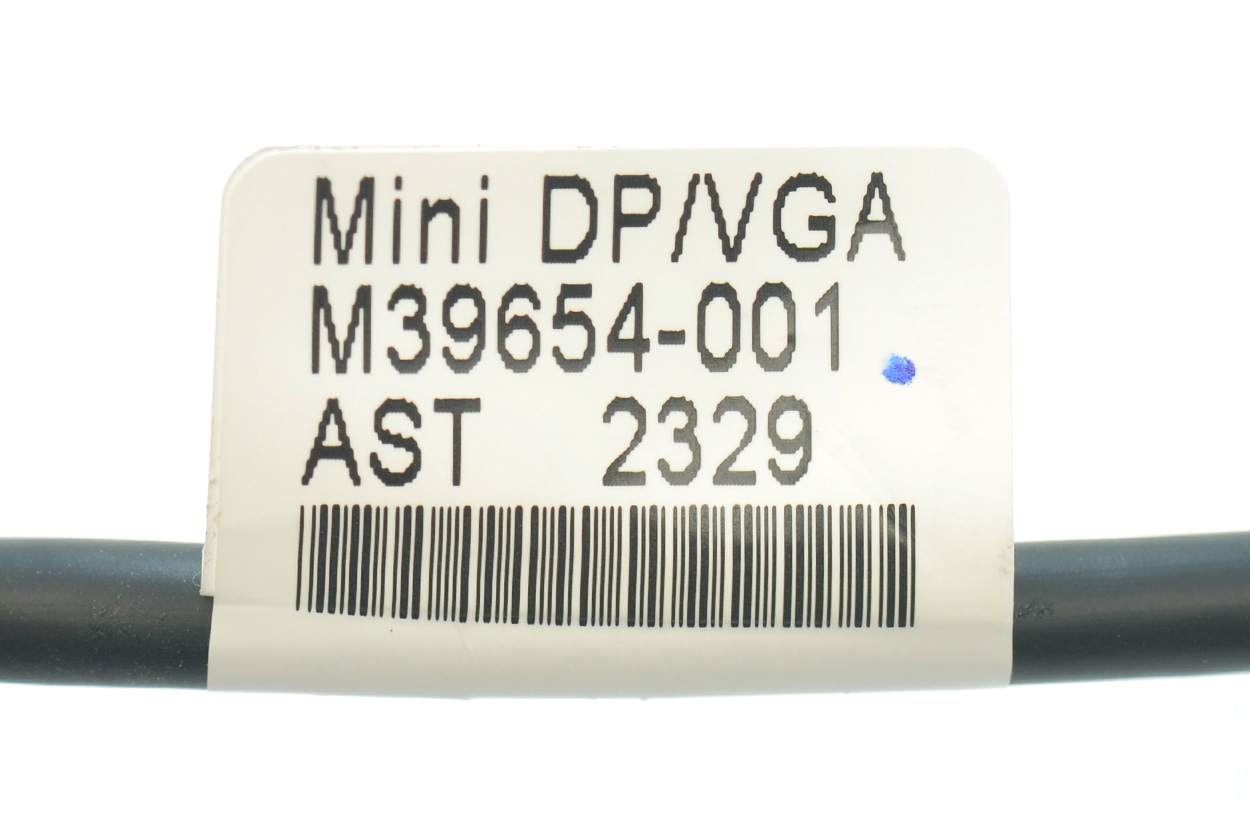 Mini DP/VGA
M39654-001
AST 2329